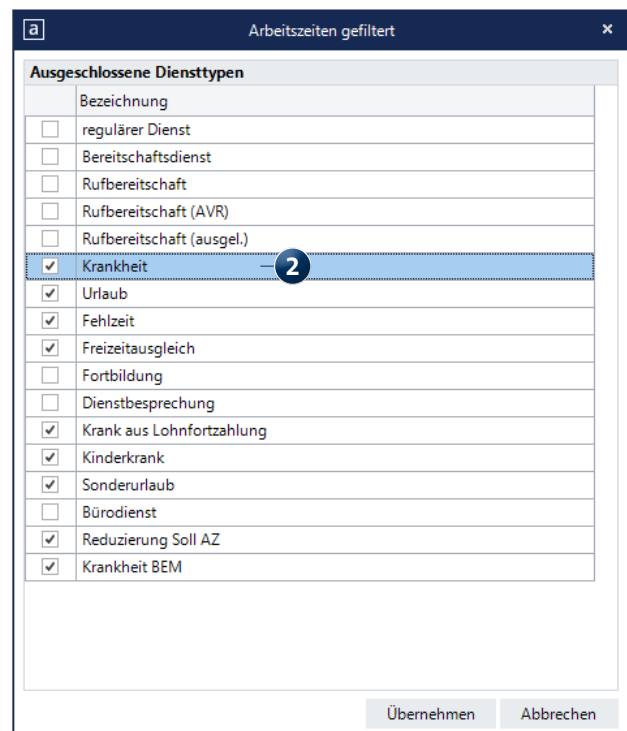 a
Arbeitszeiten gefiltert
×
Ausgeschlossene Diensttypen
Bezeichnung
regulärer Dienst
Bereitschaftsdienst
Rufbereitschaft
Rufbereitschaft (AVR)
Rufbereitschaft (ausgel.)
Krankheit 2
Urlaub
Fehlzeit
Freizeitausgleich
Fortbildung
Dienstbesprechung
Krank aus Lohnfortzahlung
Kinderkrank
Sonderurlaub
Bürodienst
Reduzierung Soll AZ
Krankheit BEM
Übernehmen Abbrechen